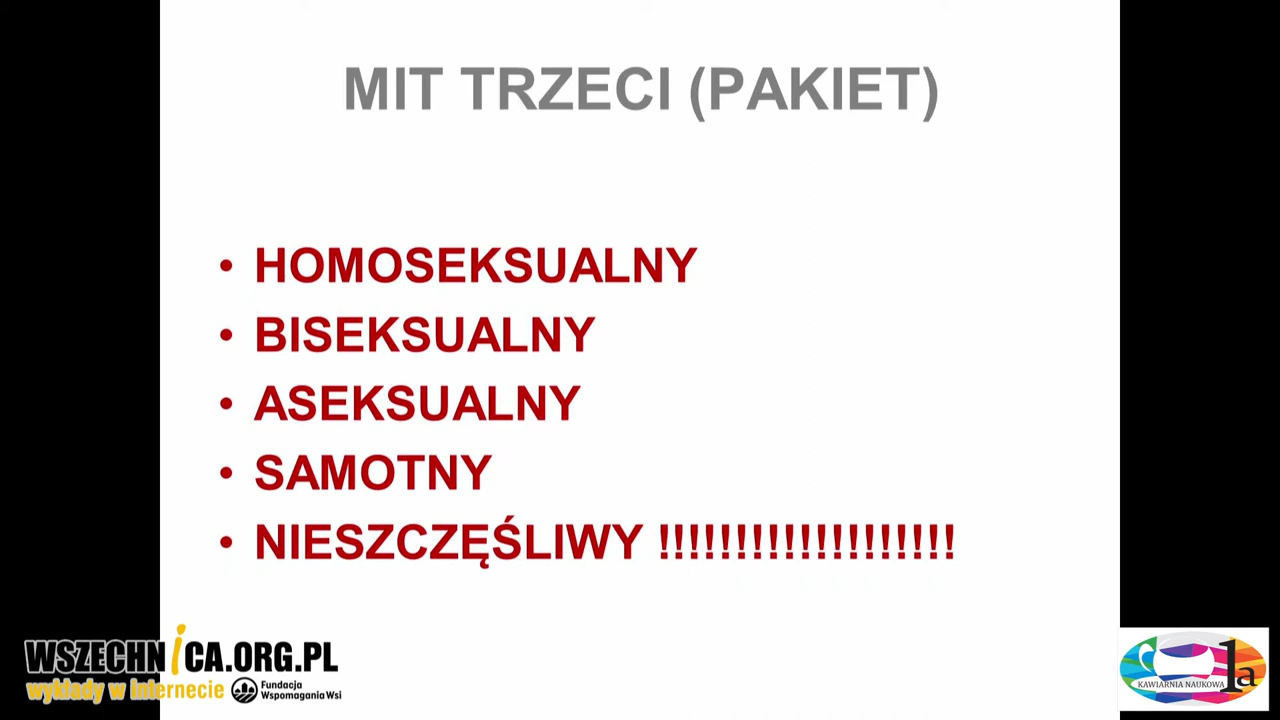 MIT TRZECI (PAKIET)
• HOMOSEKSUALNY
• BISEKSUALNY
• ASEKSUALNY
• SAMOTNY
• NIESZCZĘŚLIWY !!!!!!!!!!!!!!!!!!!
WSZECHNiCA.ORG.PL
wykłady w Internecie
Fundacja
Wspomagania Wsi
KAWIARNIA NAUKOWA
1a